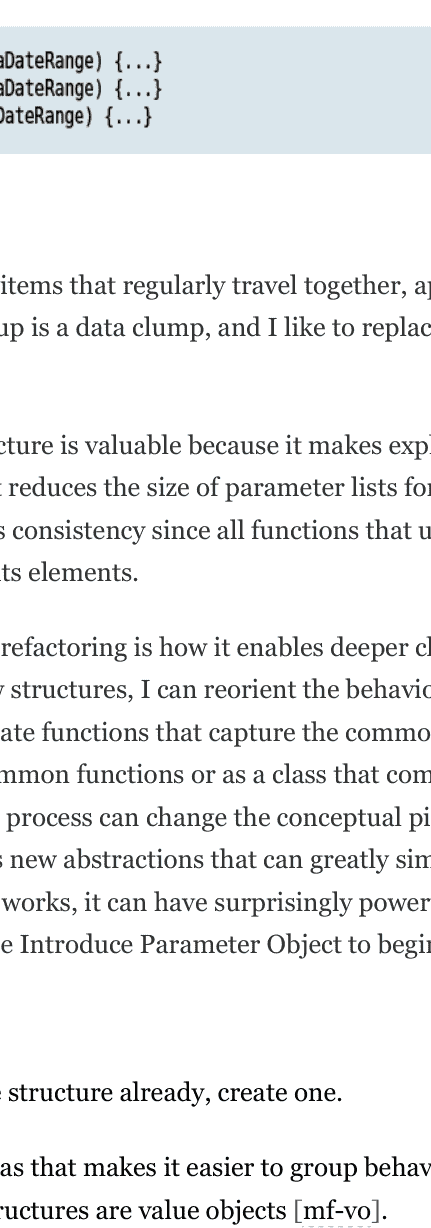 aDateRange) {...}
aDateRange) {...}
DateRange) {...}
items that regularly travel together, ap
up is a data clump, and I like to replac
cture is valuable because it makes expl
t reduces the size of parameter lists for
s consistency since all functions that u
its elements.
refactoring is how it enables deeper ch
w structures, I can reorient the behavio
ate functions that capture the commo
mmon functions or as a class that com
process can change the conceptual pi
s new abstractions that can greatly sim
works, it can have surprisingly power
e Introduce Parameter Object to begin
e structure already, create one.
as that makes it easier to group behav
ructures are value objects [mf-vo].